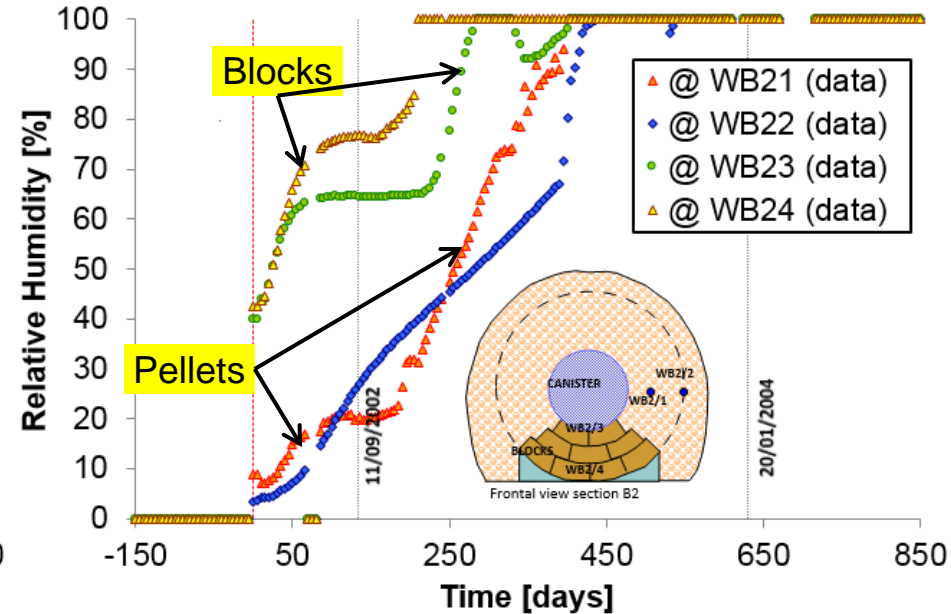 Relative Humidity [%]
100
90
80
70
60
50
40
30
20
10
0
Blocks
Pellets
@ WB21 (data)
@ WB22 (data)
@ WB23 (data)
@ WB24 (data)
11/09/2002
20/01/2004
CANISTER
WB2/2
WB2/1
WB2/3
BLOCKS
WB2/4
Frontal view section B2
0
-150 50 250 450 650 850
Time [days]